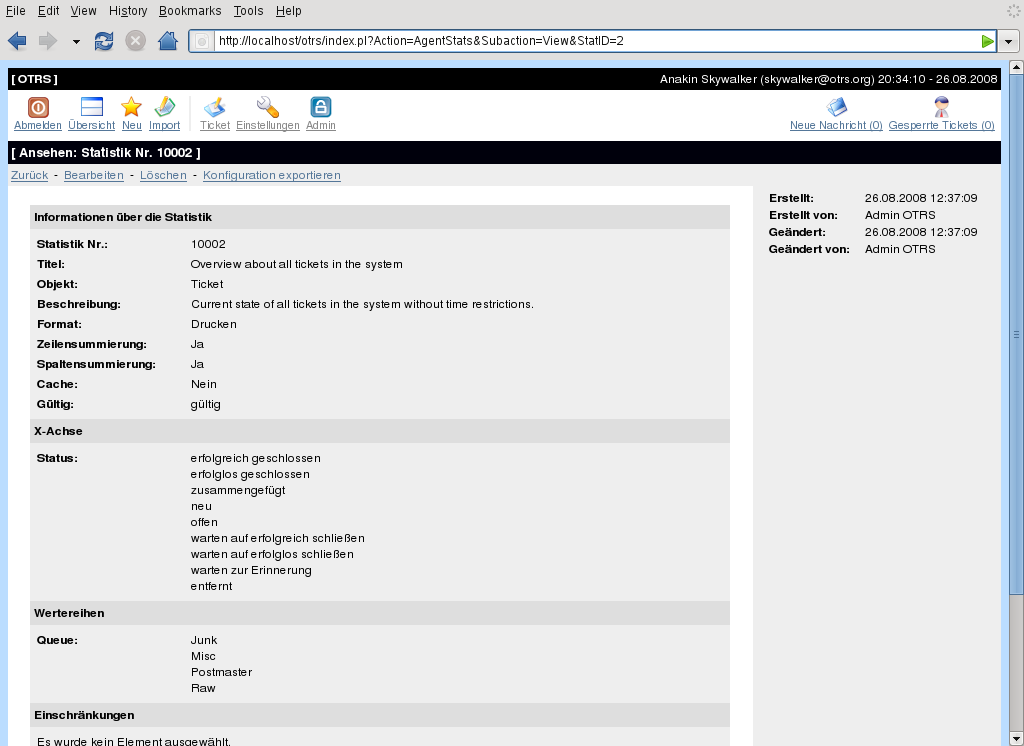 File Edit View History Bookmarks Tools Help
http://localhost/otrs/index.pl?Action=AgentStats&Subaction=View&StatID=2
[ OTRS ] Anakin Skywalker (skywalker@otrs.org) 20:34:10 - 26.08.2008
Abmelden Übersicht Neu Import Ticket Einstellungen Admin Neue Nachricht (0) Gesperrte Tickets (0)
[ Ansehen: Statistik Nr. 10002 ]
Zurück - Bearbeiten - Löschen - Konfiguration exportieren
Informationen über die Statistik
Statistik Nr.: 10002
Titel: Overview about all tickets in the system
Objekt: Ticket
Beschreibung: Current state of all tickets in the system without time restrictions.
Format: Drucken
Zeilensummierung: Ja
Spaltensummierung: Ja
Cache: Nein
Gültig: gültig
X-Achse
Status: erfolgreich geschlossen
erfolglos geschlossen
zusammengefügt
neu
offen
warten auf erfolgreich schließen
warten auf erfolglos schließen
warten zur Erinnerung
entfernt
Wertereihen
Queue: Junk
Misc
Postmaster
Raw
Einschränkungen
Es wurde kein Element ausgewählt.
Erstellt: 26.08.2008 12:37:09
Erstellt von: Admin OTRS
Geändert: 26.08.2008 12:37:09
Geändert von: Admin OTRS